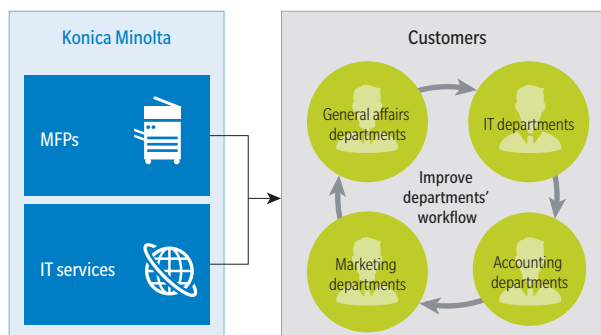 Konica Minolta
MFPs
IT services
Customers
General affairs
departments
IT departments
Improve
departments’
workflow
Marketing
departments
Accounting
departments